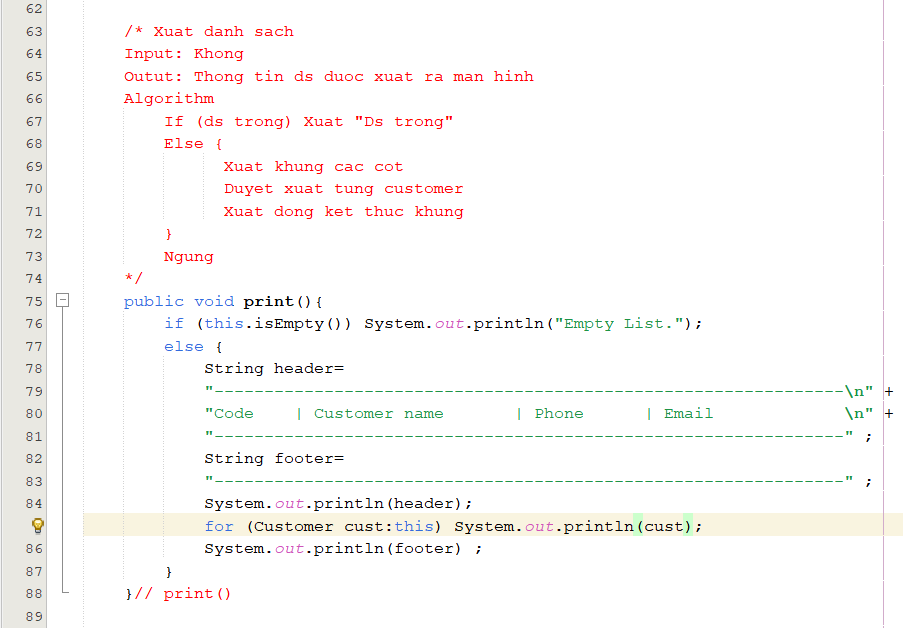 62
63 /* Xuat danh sach
64 Input: Khong
65 Outut: Thong tin ds duoc xuat ra man hinh
66 Algorithm
67 If (ds trong) Xuat "Ds trong"
68 Else {
69 Xuat khung cac cot
70 Duyet xuat tung customer
71 Xuat dong ket thuc khung
72 }
73 Ngung
74 */
75 public void print(){
76 if (this.isEmpty()) System.out.println("Empty List.");
77 else {
78 String header=
79 "---------------------------------------------------------------\n" +
80 "Code    | Customer name       | Phone      | Email             \n" +
81 "---------------------------------------------------------------" ;
82 String footer=
83 "---------------------------------------------------------------" ;
84 System.out.println(header);
for (Customer cust:this) System.out.println(cust);
86 System.out.println(footer) ;
87 }
88 }// print()
89